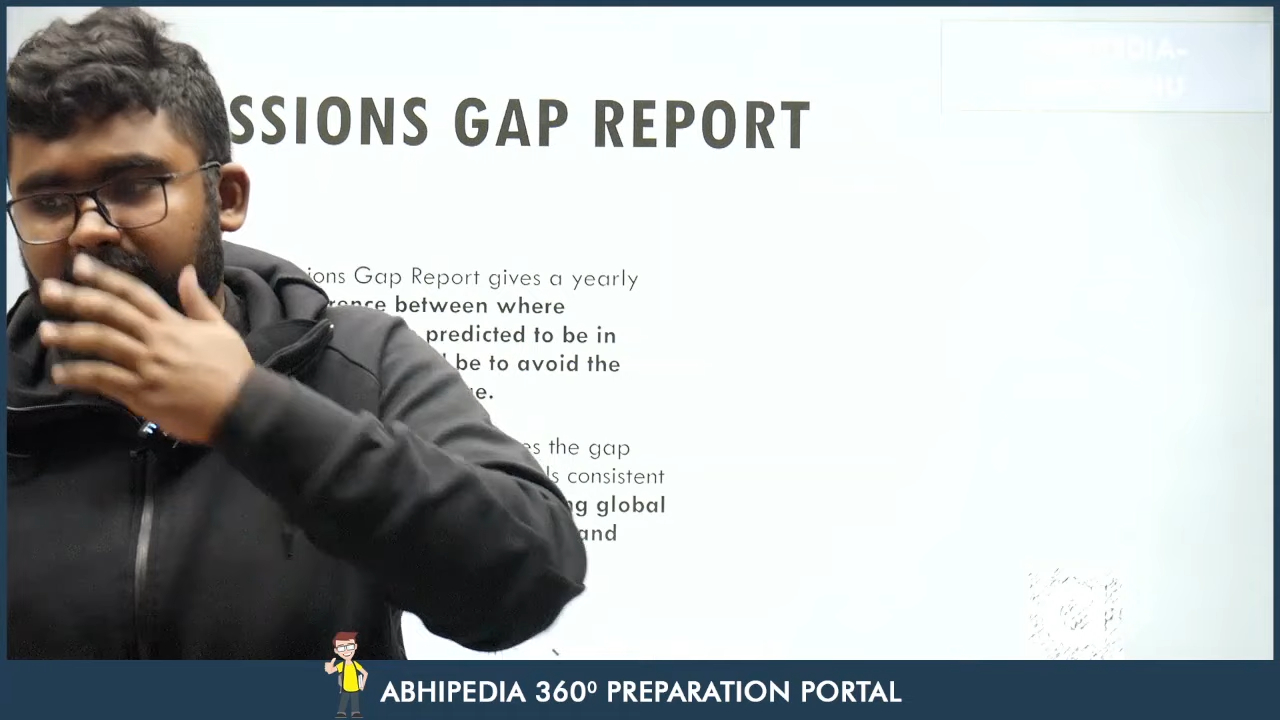 SSIONS GAP REPORT
ions Gap Report gives a yearly
rence between where
predicted to be in
be to avoid the
e.
es the gap
ls consistent
ng global
and
ABHIPEDIA 360⁰ PREPARATION PORTAL